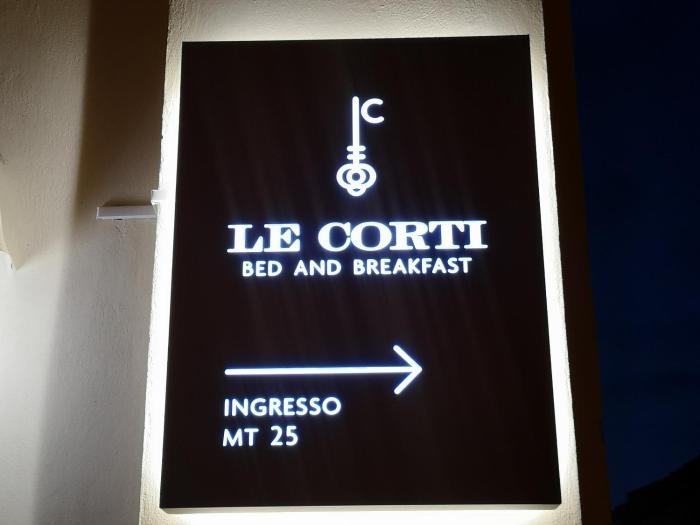 C
LE CORTI
BED AND BREAKFAST
INGRESSO
MT 25